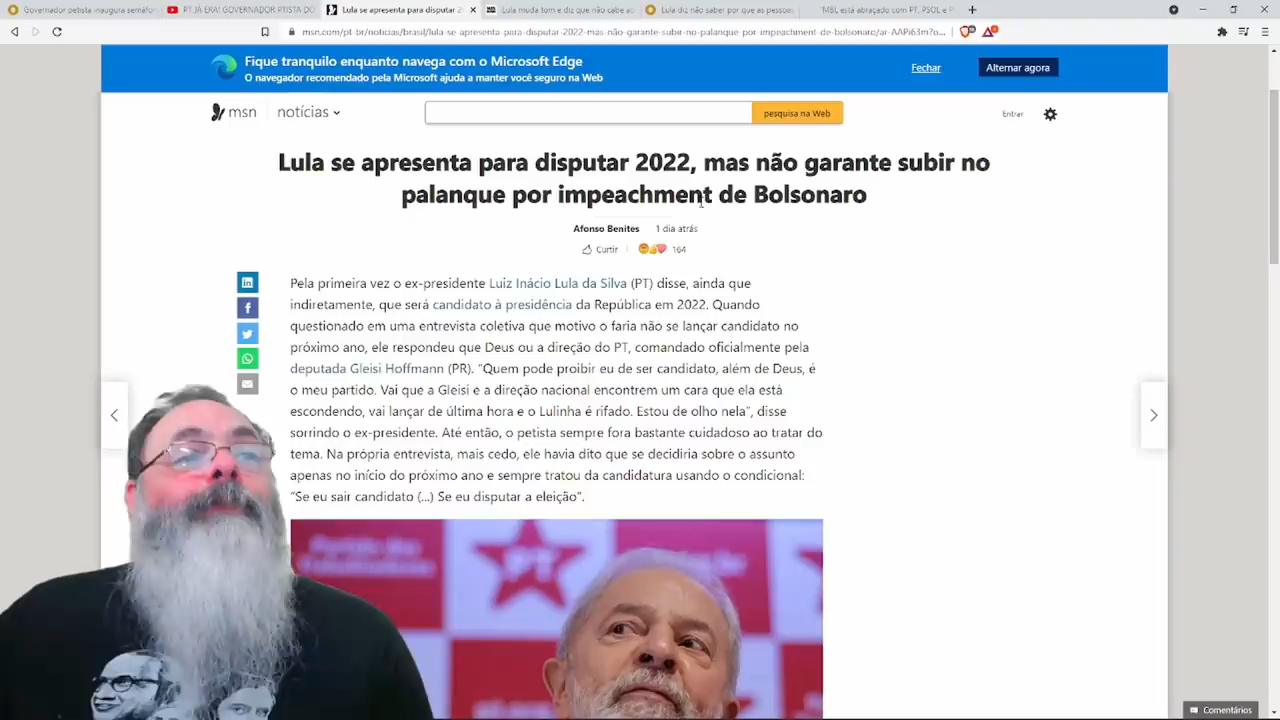 Governador petista inaugura semáfor
PT JÁ ERA! GOVERNADOR PTISTA DO
Lula se apresenta para disputar 2
Lula muda tom e diz que não cabe ao
Lula diz não saber por que as pessoas
"MBL está abraçado com PT, PSOL e P
msn.com/pt-br/noticias/brasil/lula-se-apresenta-para-disputar-2022-mas-não-garante-subir-no-palanque-por-impeachment-de-bolsonaro/ar-AAPi63m?o...
Fique tranquilo enquanto navega com o Microsoft Edge
O navegador recomendado pela Microsoft ajuda a manter você seguro na Web
Fechar
Alternar agora
msn
notícias
pesquisa na Web
Entrar
Lula se apresenta para disputar 2022, mas não garante subir no
palanque por impeachment de Bolsonaro
Afonso Benites 1 dia atrás
Curtir 164
Pela primeira vez o ex-presidente Luiz Inácio Lula da Silva (PT) disse, ainda que
indiretamente, que será candidato à presidência da República em 2022. Quando
questionado em uma entrevista coletiva que motivo o faria não se lançar candidato no
próximo ano, ele respondeu que Deus ou a direção do PT, comandado oficialmente pela
deputada Gleisi Hoffmann (PR). "Quem pode proibir eu de ser candidato, além de Deus, é
o meu partido. Vai que a Gleisi e a direção nacional encontrem um cara que ela está
escondendo, vai lançar de última hora e o Lulinha é rifado. Estou de olho nela", disse
sorrindo o ex-presidente. Até então, o petista sempre fora bastante cuidadoso ao tratar do
tema. Na própria entrevista, mais cedo, ele havia dito que se decidiria sobre o assunto
apenas no início do próximo ano e sempre tratou da candidatura usando o condicional:
"Se eu sair candidato (...) Se eu disputar a eleição".
PT
Comentários